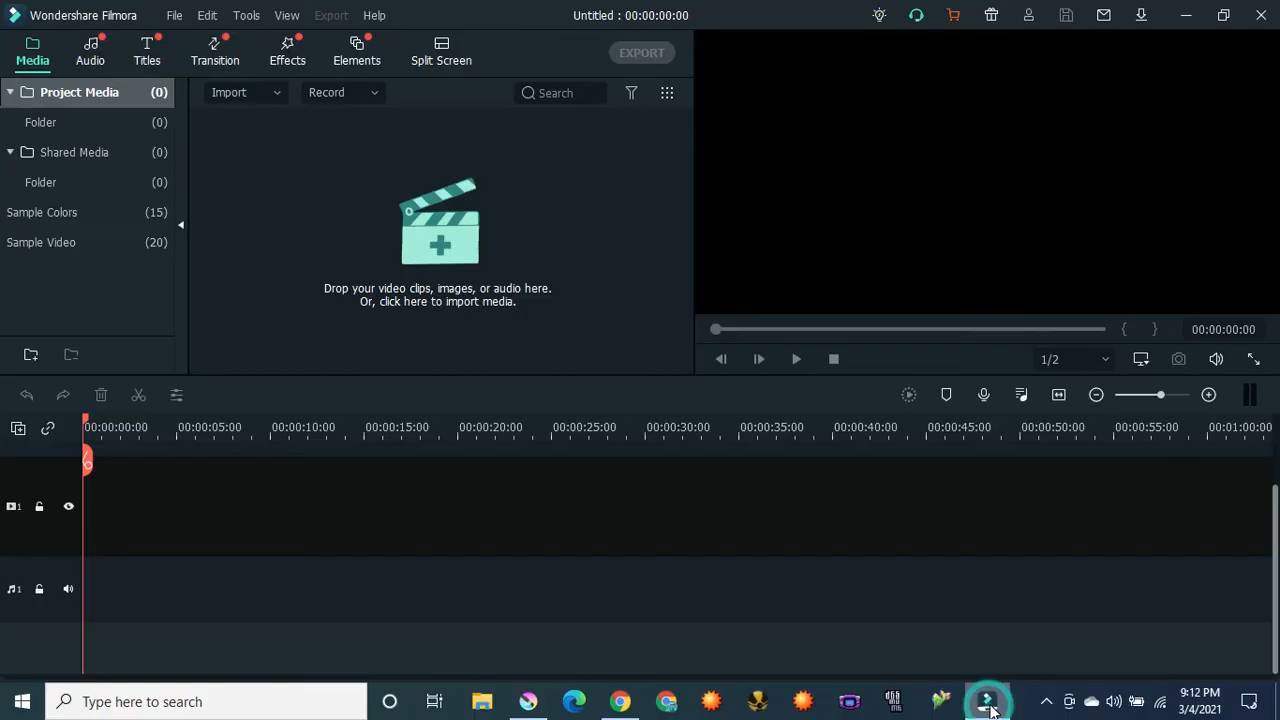 Wondershare Filmora File Edit Tools View Export Help Untitled : 00:00:00:00
Media Audio Titles Transition Effects Elements Split Screen EXPORT
Project Media (0) Import Record Search
Folder (0)
Shared Media (0)
Folder (0)
Sample Colors (15)
Sample Video (20)
Drop your video clips, images, or audio here.
Or, click here to import media.
{ } 00:00:00:00
1/2
00:00:00:00 00:00:05:00 00:00:10:00 00:00:15:00 00:00:20:00 00:00:25:00 00:00:30:00 00:00:35:00 00:00:40:00 00:00:45:00 00:00:50:00 00:00:55:00 00:01:00:00
1
1
Type here to search 9:12 PM
3/4/2021